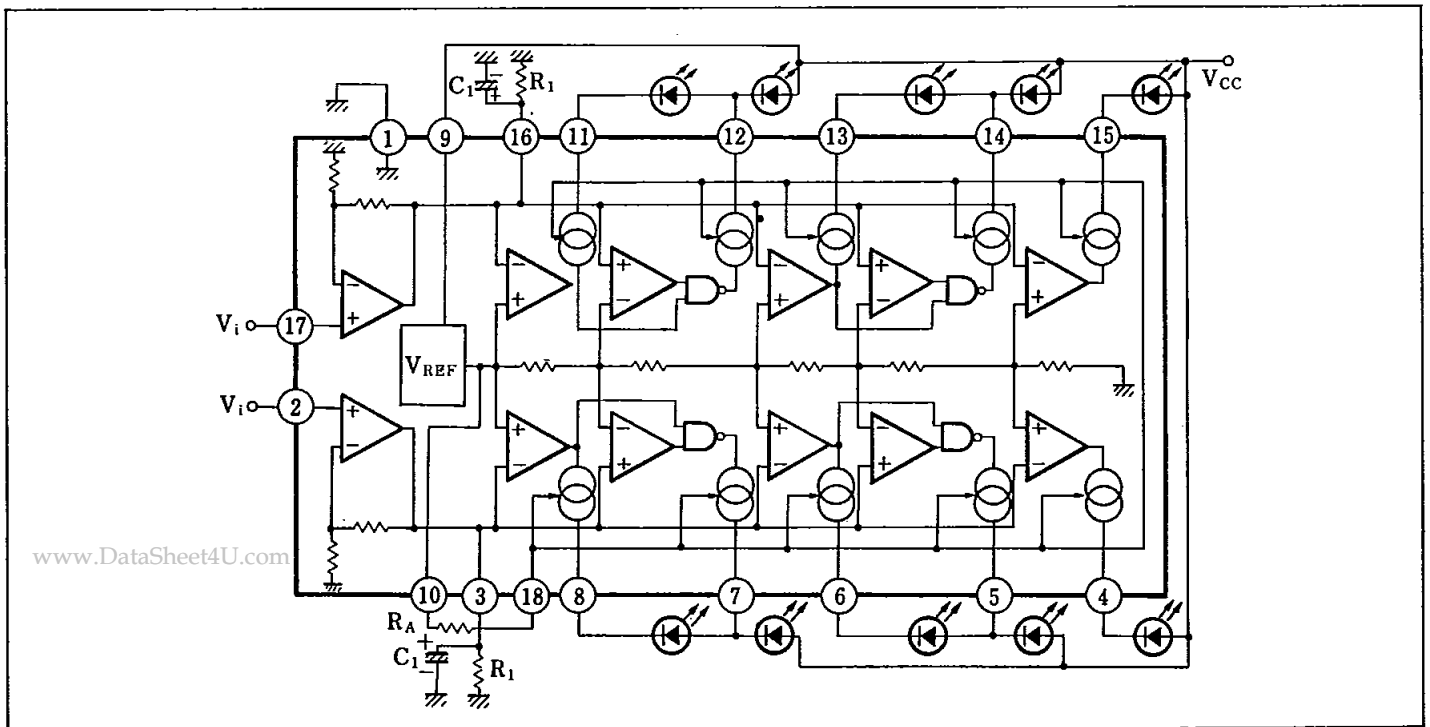 C1 − + R1
VCC
1 9 16 11 12 13 14 15
− + + − − + + − − +
Vi 17
− +
VREF
Vi 2
+ −
+ − − + + − − + + −
www.DataSheet4U.com
10 3 18 8 7 6 5 4
RA
+ C1 − R1